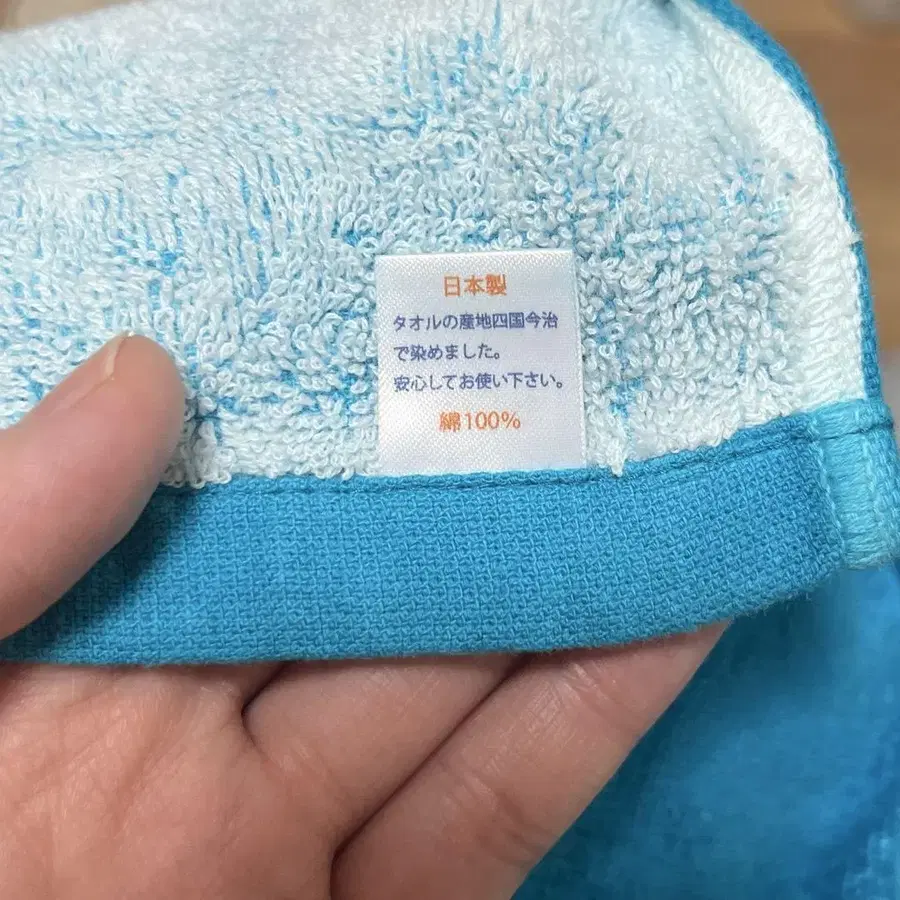 日本製
タオルの産地四国今治
で染めました。
安心してお使い下さい。
綿100%